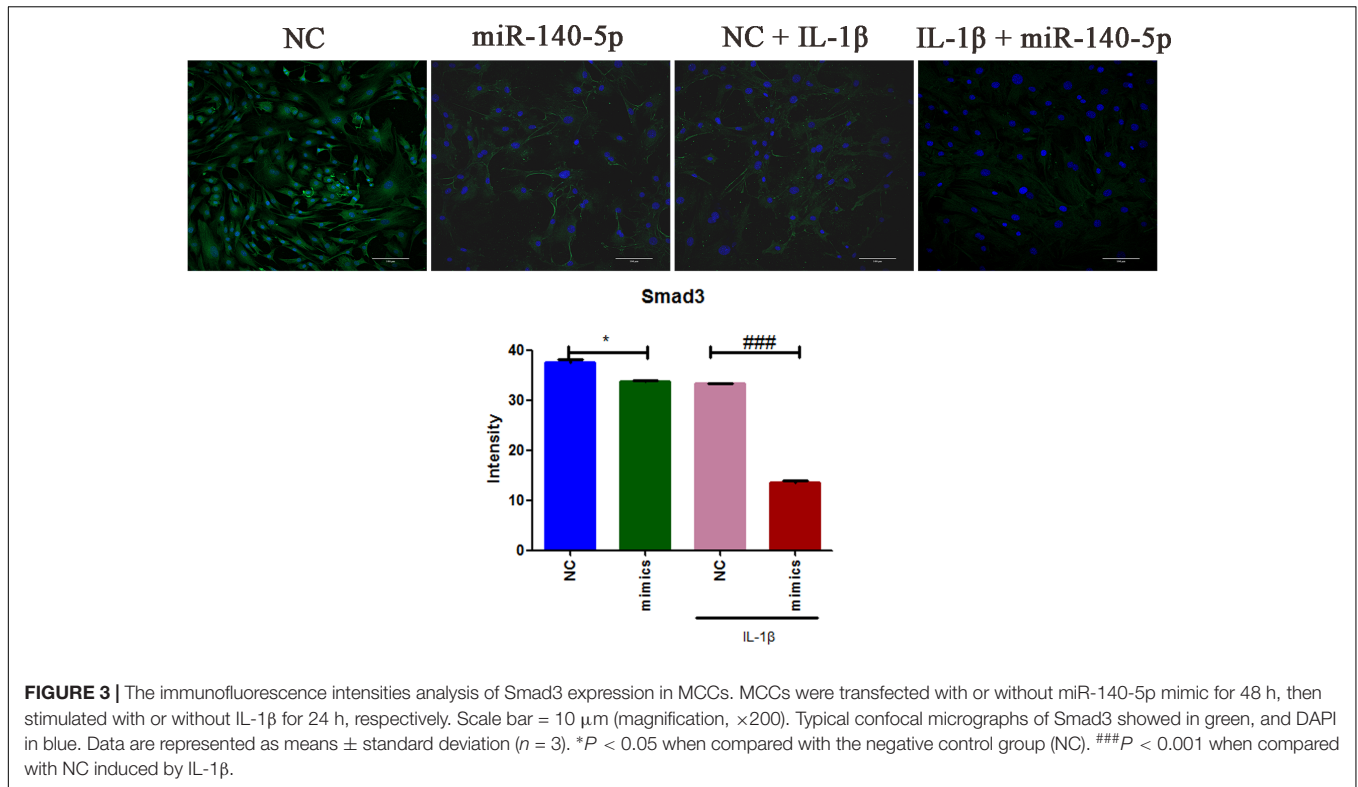 NC miR-140-5p NC + IL-1β IL-1β + miR-140-5p
Smad3
Intensity
40
30
20
10
0
* ###
NC mimics NC mimics
IL-1β
FIGURE 3 | The immunofluorescence intensities analysis of Smad3 expression in MCCs. MCCs were transfected with or without miR-140-5p mimic for 48 h, then
stimulated with or without IL-1β for 24 h, respectively. Scale bar = 10 μm (magnification, ×200). Typical confocal micrographs of Smad3 showed in green, and DAPI
in blue. Data are represented as means ± standard deviation (n = 3). *P < 0.05 when compared with the negative control group (NC). ###P < 0.001 when compared
with NC induced by IL-1β.